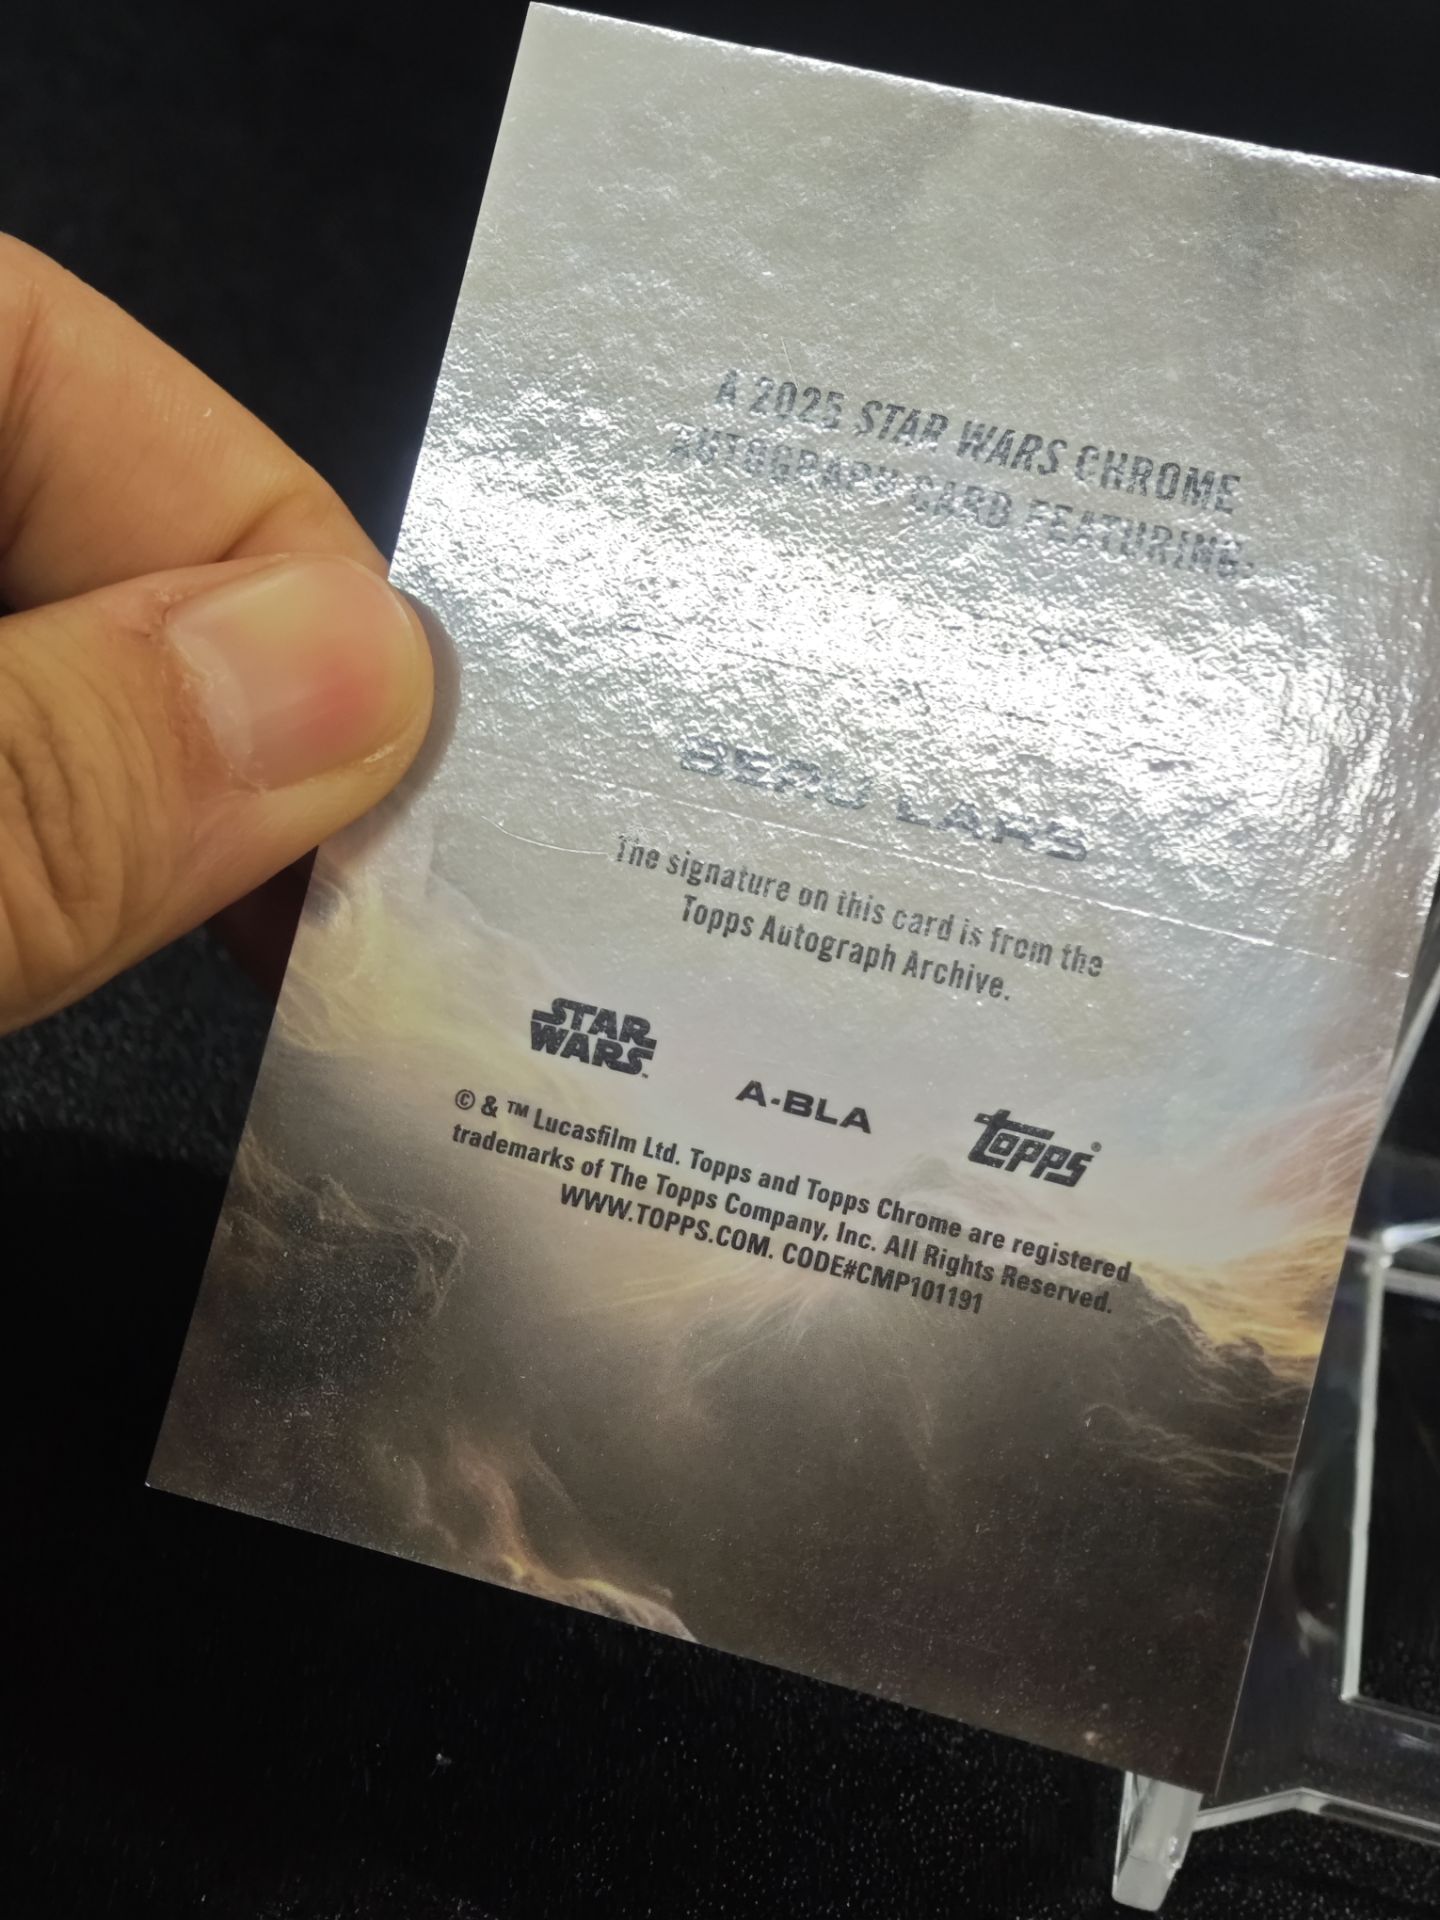 A 2025 STAR WARS CHROME
AUTOGRAPH CARD FEATURING:
BERU LARS
The signature on this card is from the
Topps Autograph Archive.
STAR
WARS
A-BLA
topps®
© & ™ Lucasfilm Ltd. Topps and Topps Chrome are registered
trademarks of The Topps Company, Inc. All Rights Reserved.
WWW.TOPPS.COM. CODE#CMP101191